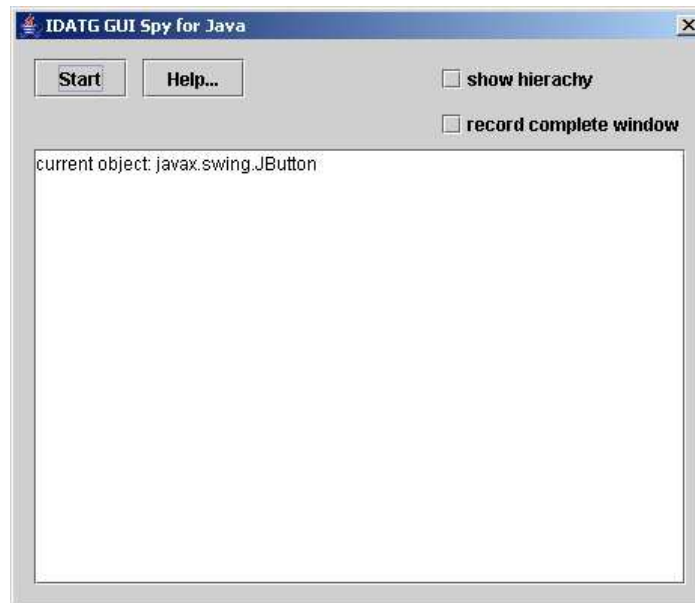 IDATG GUI Spy for Java
Start Help... show hierachy
record complete window
current object: javax.swing.JButton